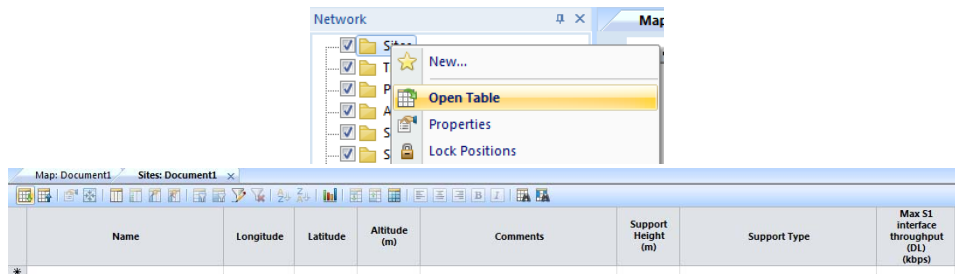 Network
Map
Sites
New...
T
P
Open Table
A
Properties
S
S
Lock Positions
Map: Document1 Sites: Document1
B I
Name Longitude Latitude Altitude (m) Comments Support Height (m) Support Type Max S1 interface throughput (DL) (kbps)
*